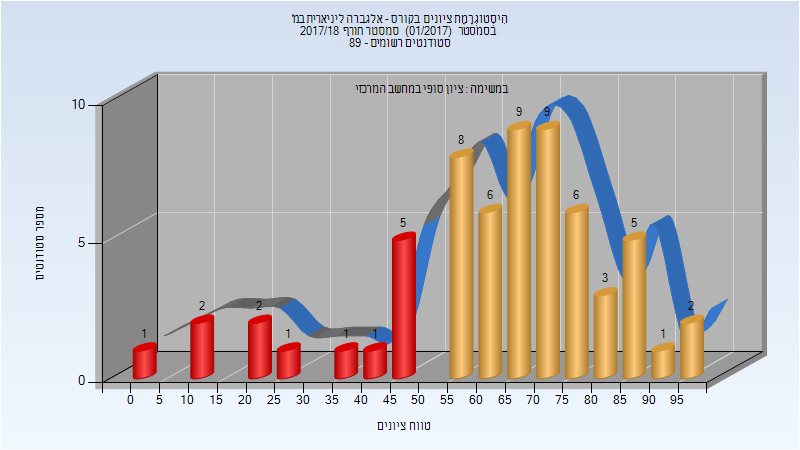 היסטוגרמת ציונים בקורס - אלגברה ליניארית במ'
בסמסטר (01/2017) סמסטר חורף 2017/18
סטודנטים רשומים - 89
במשימה : ציון סופי במחשב המרכזי
מספר סטודנטים
10
5
0
1 2 2 1 1 1 5 8 6 9 9 6 3 5 1 2
0 5 10 15 20 25 30 35 40 45 50 55 60 65 70 75 80 85 90 95
טווח ציונים